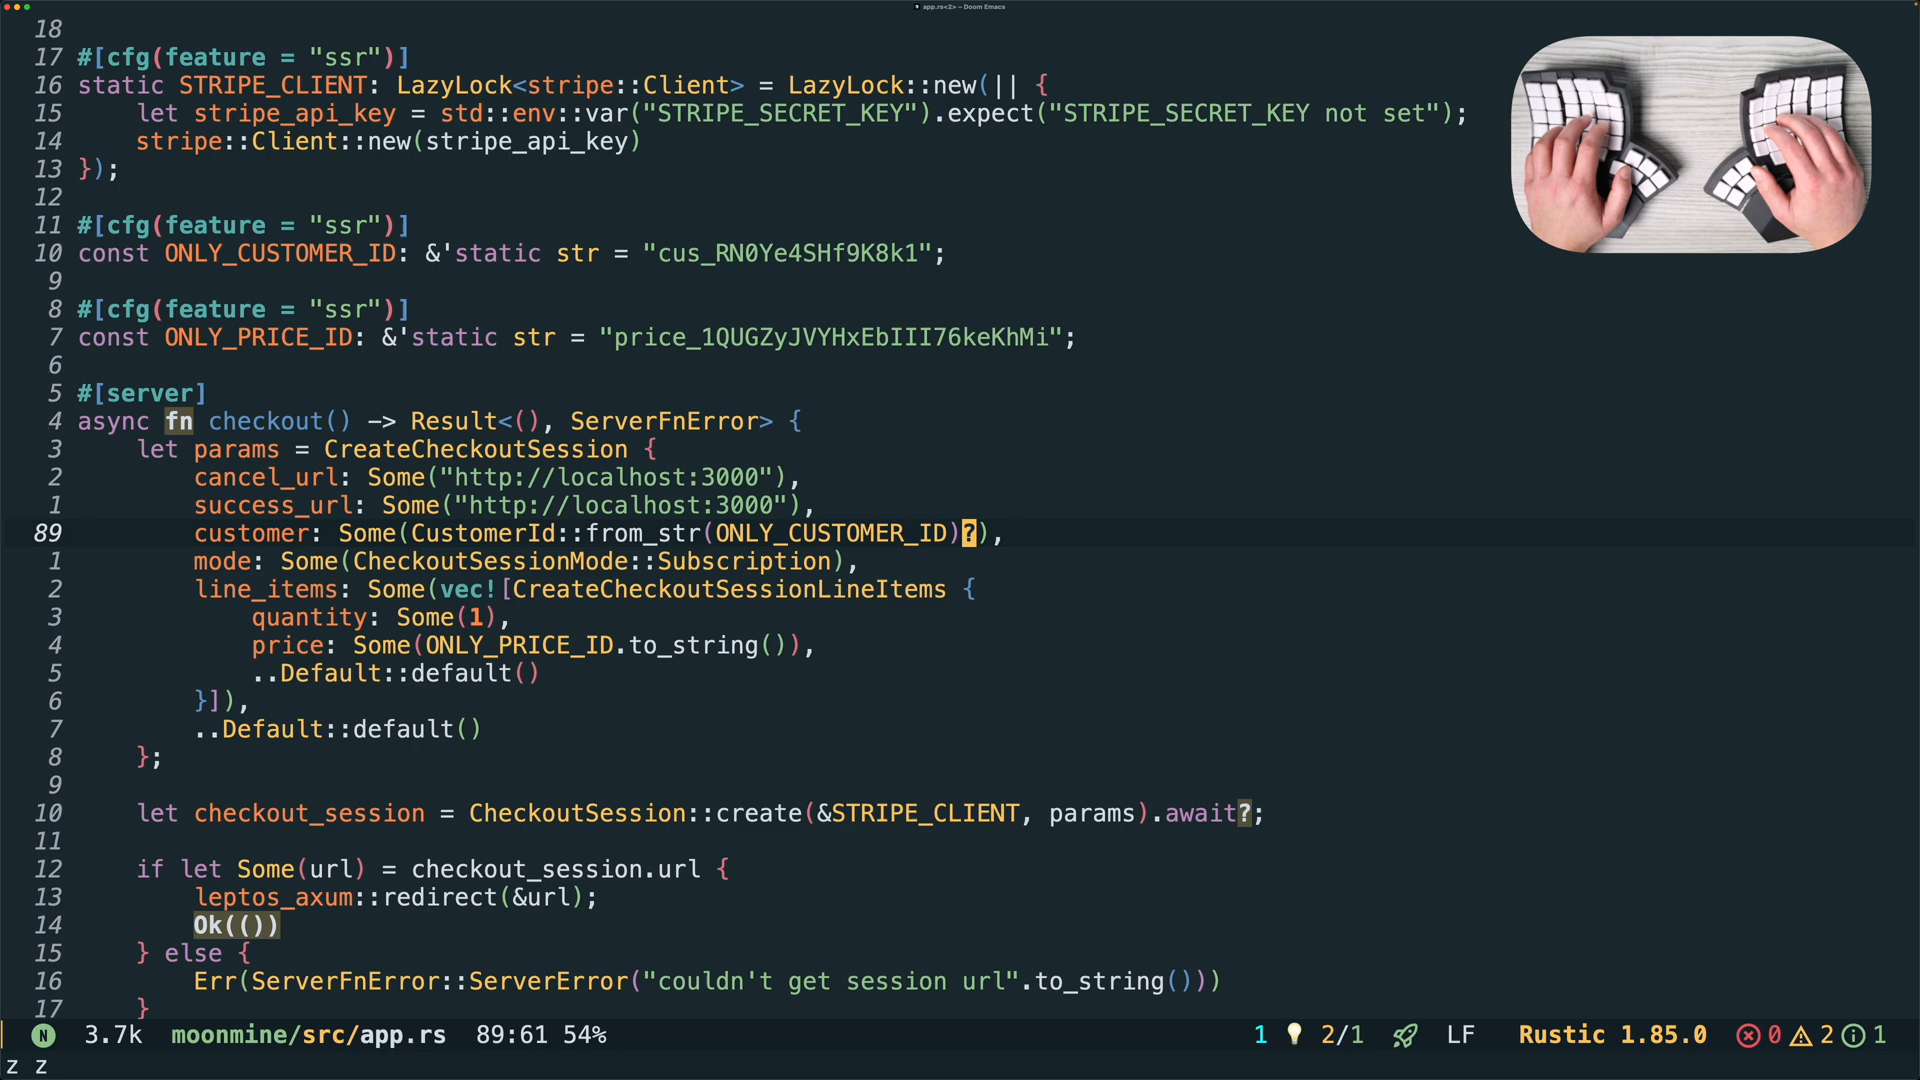 app.rs<2> – Doom Emacs
18
17 #[cfg(feature = "ssr")]
16 static STRIPE_CLIENT: LazyLock<stripe::Client> = LazyLock::new(|| {
15     let stripe_api_key = std::env::var("STRIPE_SECRET_KEY").expect("STRIPE_SECRET_KEY not set");
14     stripe::Client::new(stripe_api_key)
13 });
12
11 #[cfg(feature = "ssr")]
10 const ONLY_CUSTOMER_ID: &'static str = "cus_RN0Ye4SHf9K8k1";
9
8 #[cfg(feature = "ssr")]
7 const ONLY_PRICE_ID: &'static str = "price_1QUGZyJVYHxEbIII76keKhMi";
6
5 #[server]
4 async fn checkout() -> Result<(), ServerFnError> {
3     let params = CreateCheckoutSession {
2         cancel_url: Some("http://localhost:3000"),
1         success_url: Some("http://localhost:3000"),
89         customer: Some(CustomerId::from_str(ONLY_CUSTOMER_ID)?),
1         mode: Some(CheckoutSessionMode::Subscription),
2         line_items: Some(vec![CreateCheckoutSessionLineItems {
3             quantity: Some(1),
4             price: Some(ONLY_PRICE_ID.to_string()),
5             ..Default::default()
6         }]),
7         ..Default::default()
8     };
9
10     let checkout_session = CheckoutSession::create(&STRIPE_CLIENT, params).await?;
11
12     if let Some(url) = checkout_session.url {
13         leptos_axum::redirect(&url);
14         Ok(())
15     } else {
16         Err(ServerFnError::ServerError("couldn't get session url".to_string()))
17     }
N 3.7k moonmine/src/app.rs 89:61 54% 1 2/1 LF Rustic 1.85.0 0 2 1
z z